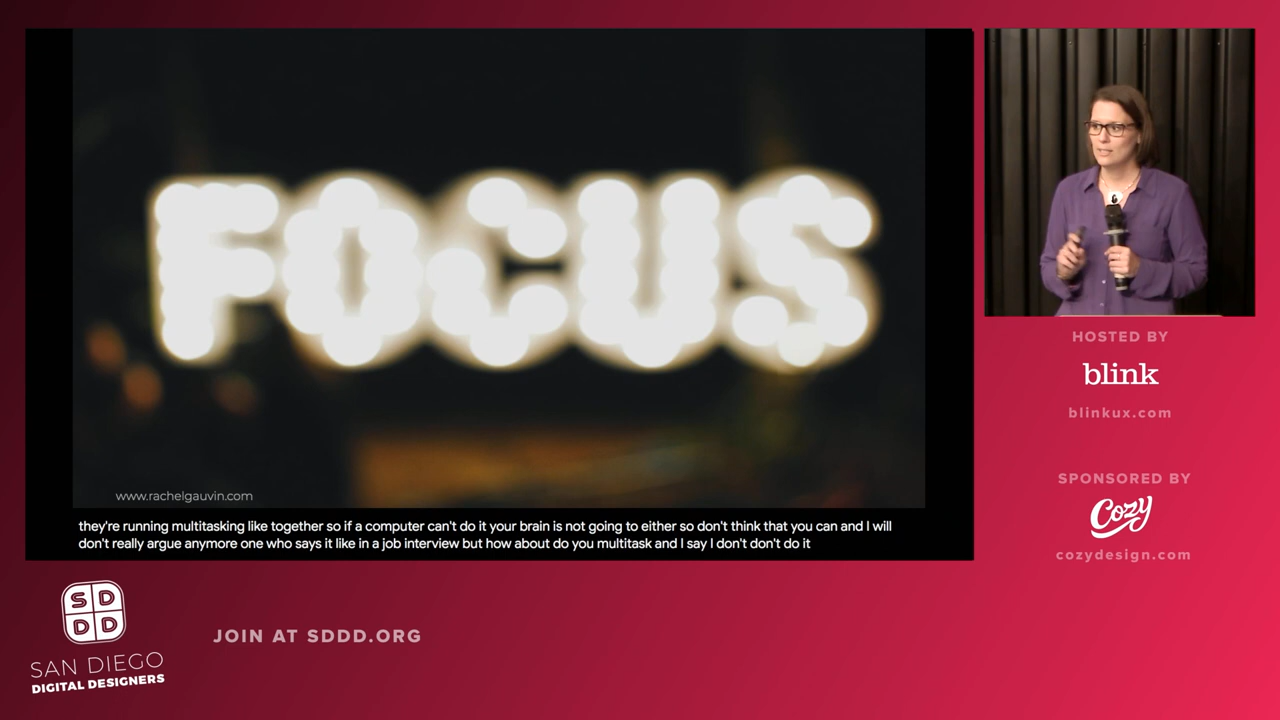 FOCUS
www.rachelgauvin.com
they're running multitasking like together so if a computer can't do it your brain is not going to either so don't think that you can and I will
don't really argue anymore one who says it like in a job interview but how about do you multitask and I say I don't don't do it
HOSTED BY
blink
blinkux.com
SPONSORED BY
Cozy
cozydesign.com
SD
DD
SAN DIEGO
DIGITAL DESIGNERS
JOIN AT SDDD.ORG